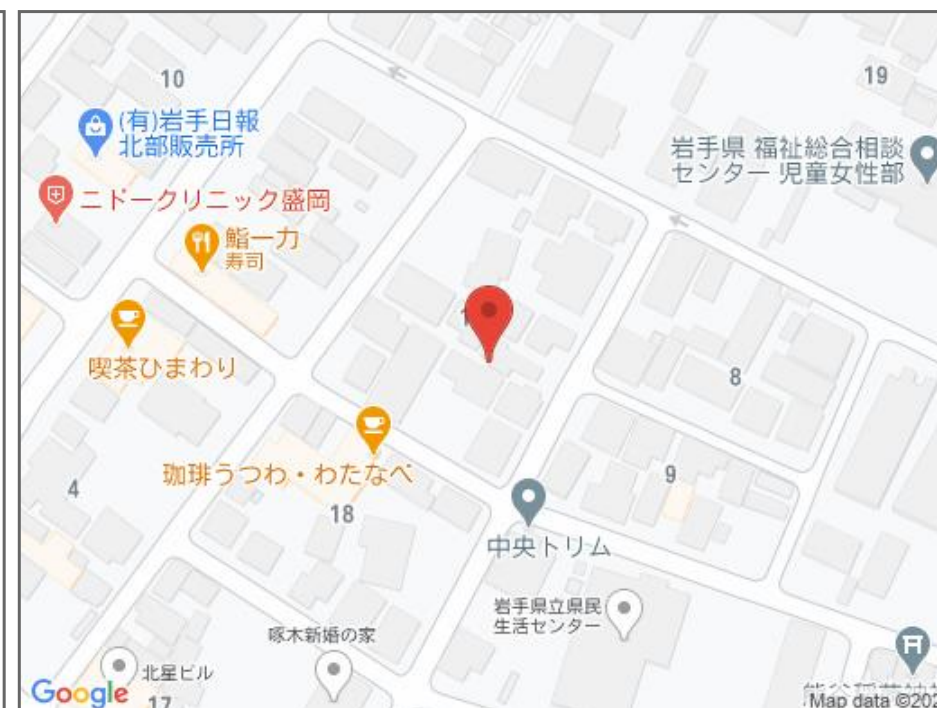 10
19
(有)岩手日報
北部販売所
岩手県 福祉総合相談
センター 児童女性部
ニドークリニック盛岡
鮨一力
寿司
喫茶ひまわり
8
珈琲うつわ・わたなべ
9
4
18
中央トリム
岩手県立県民
生活センター
啄木新婚の家
北星ビル
Google
17
Map data ©202